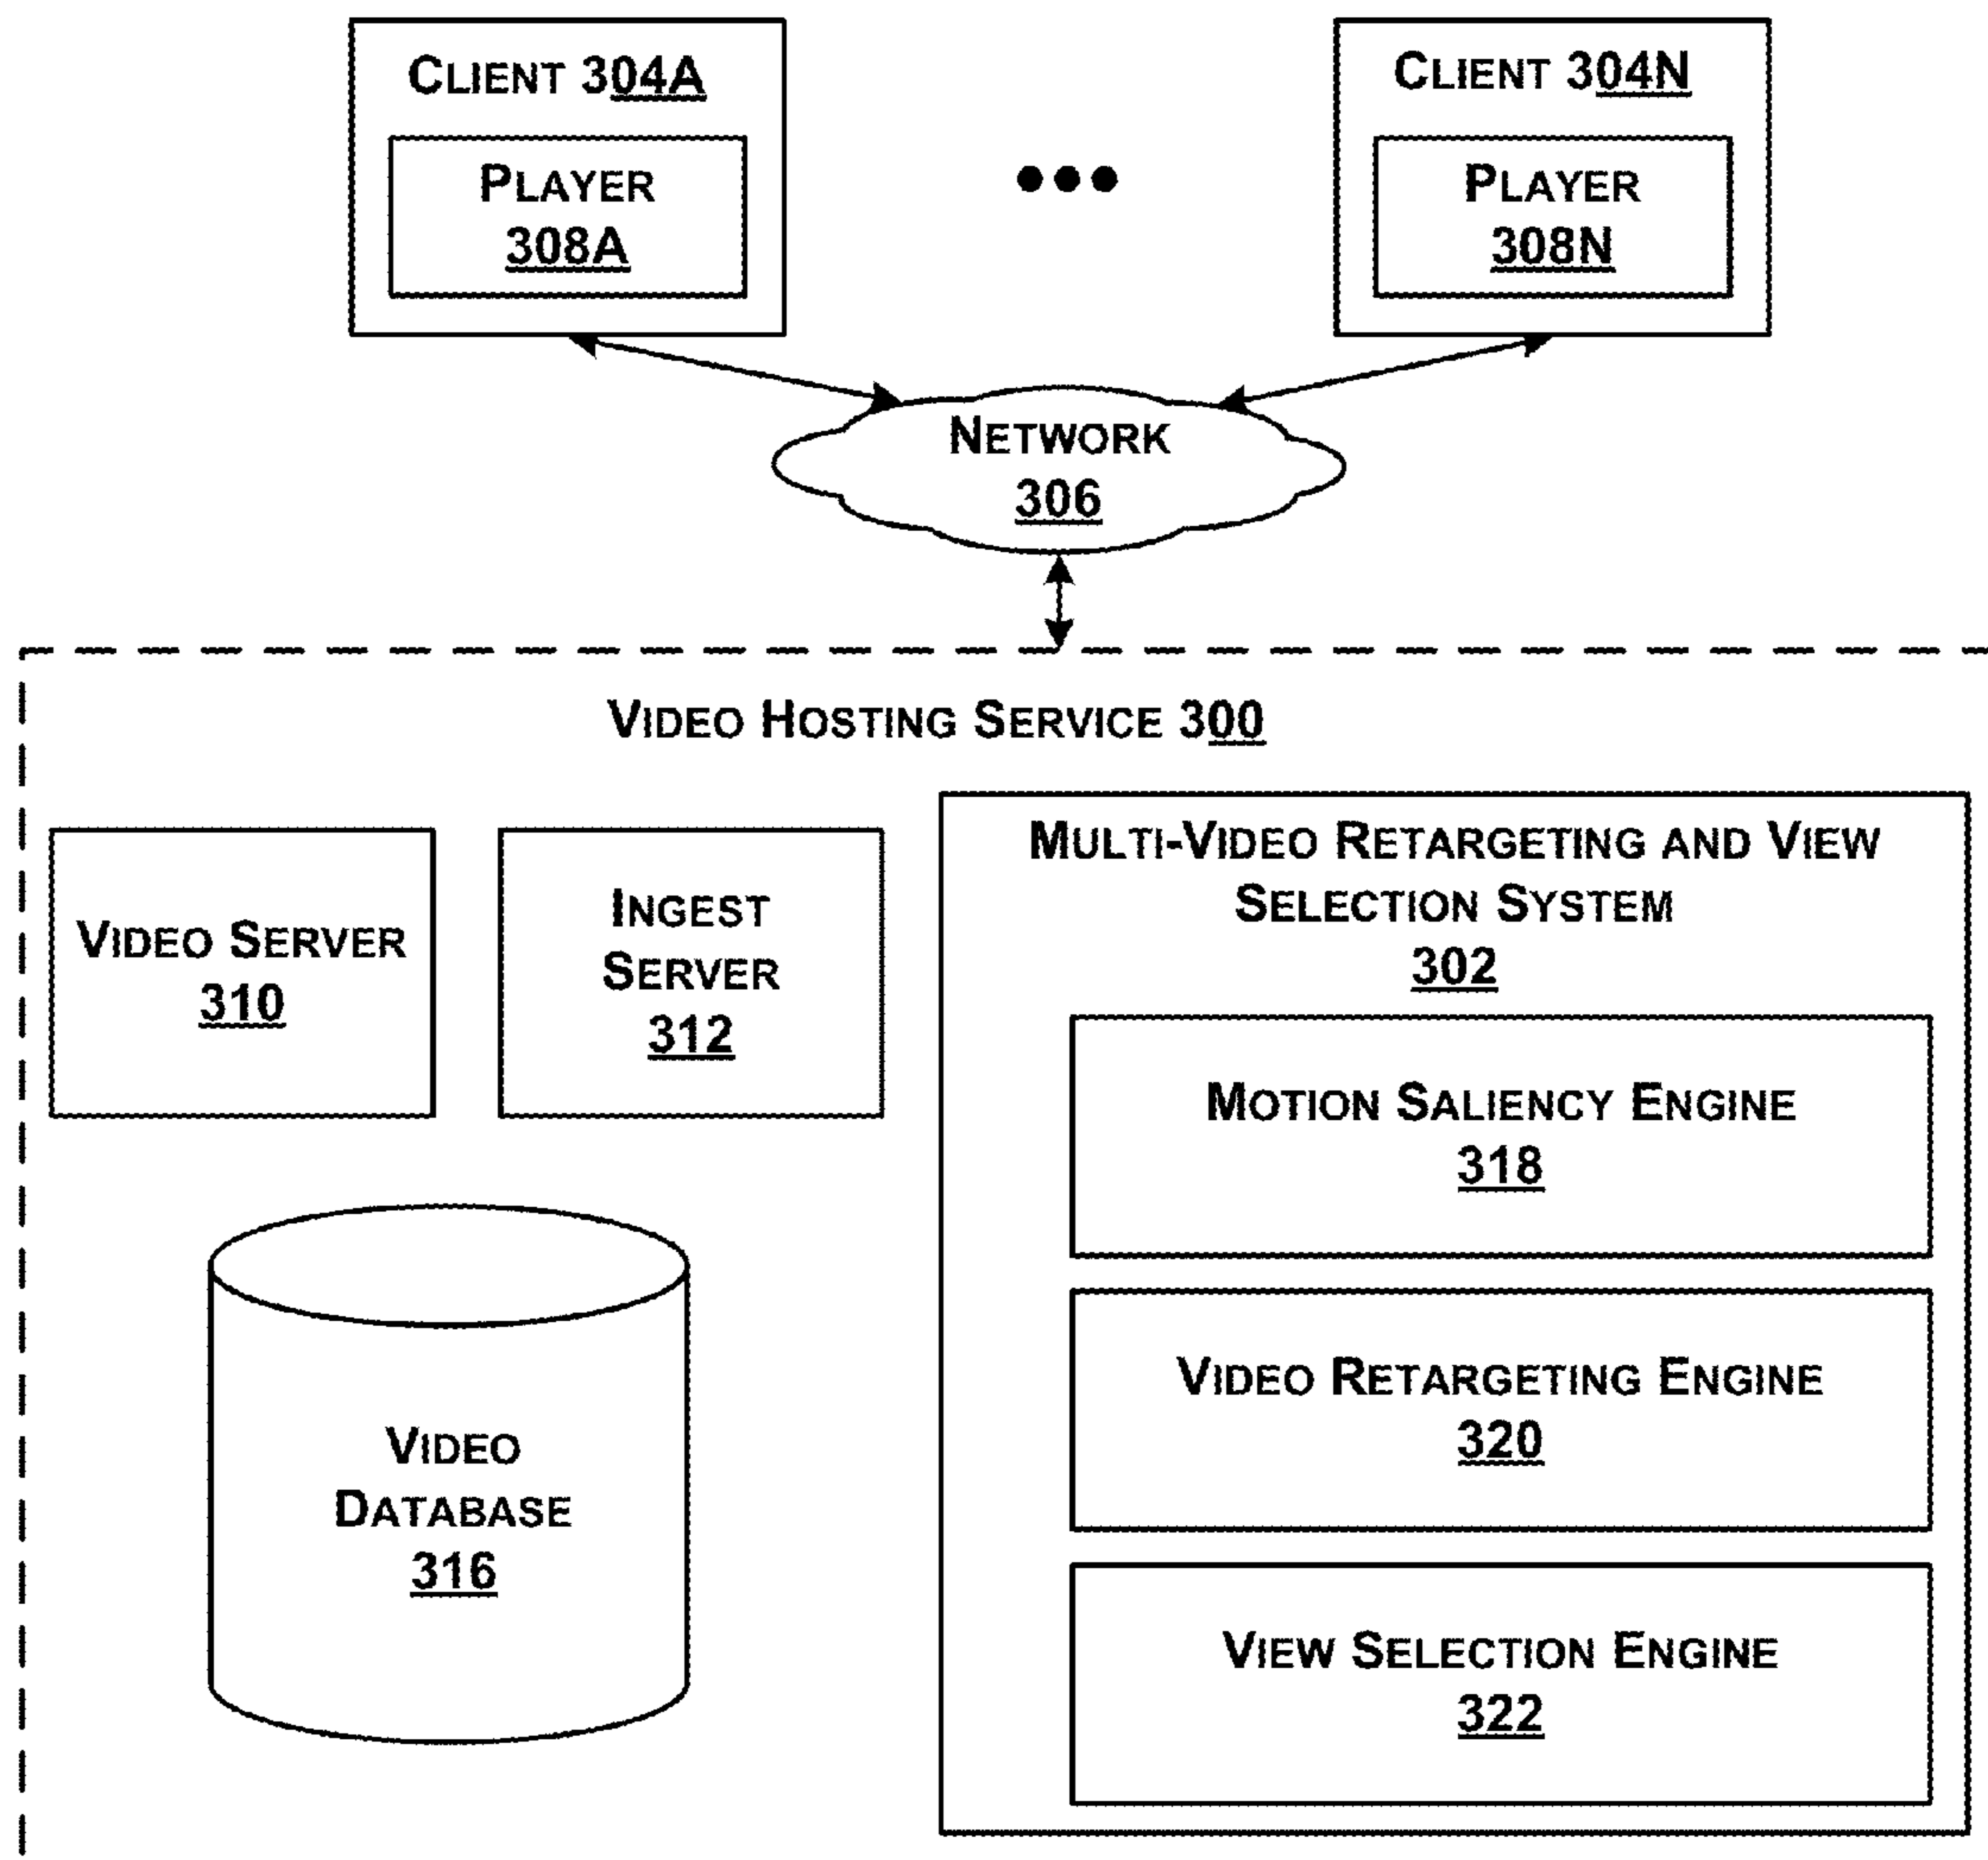 CLIENT 304A
PLAYER
308A
CLIENT 304N
PLAYER
308N
NETWORK
306
VIDEO HOSTING SERVICE 300
VIDEO SERVER
310
INGEST
SERVER
312
VIDEO
DATABASE
316
MULTI-VIDEO RETARGETING AND VIEW
SELECTION SYSTEM
302
MOTION SALIENCY ENGINE
318
VIDEO RETARGETING ENGINE
320
VIEW SELECTION ENGINE
322